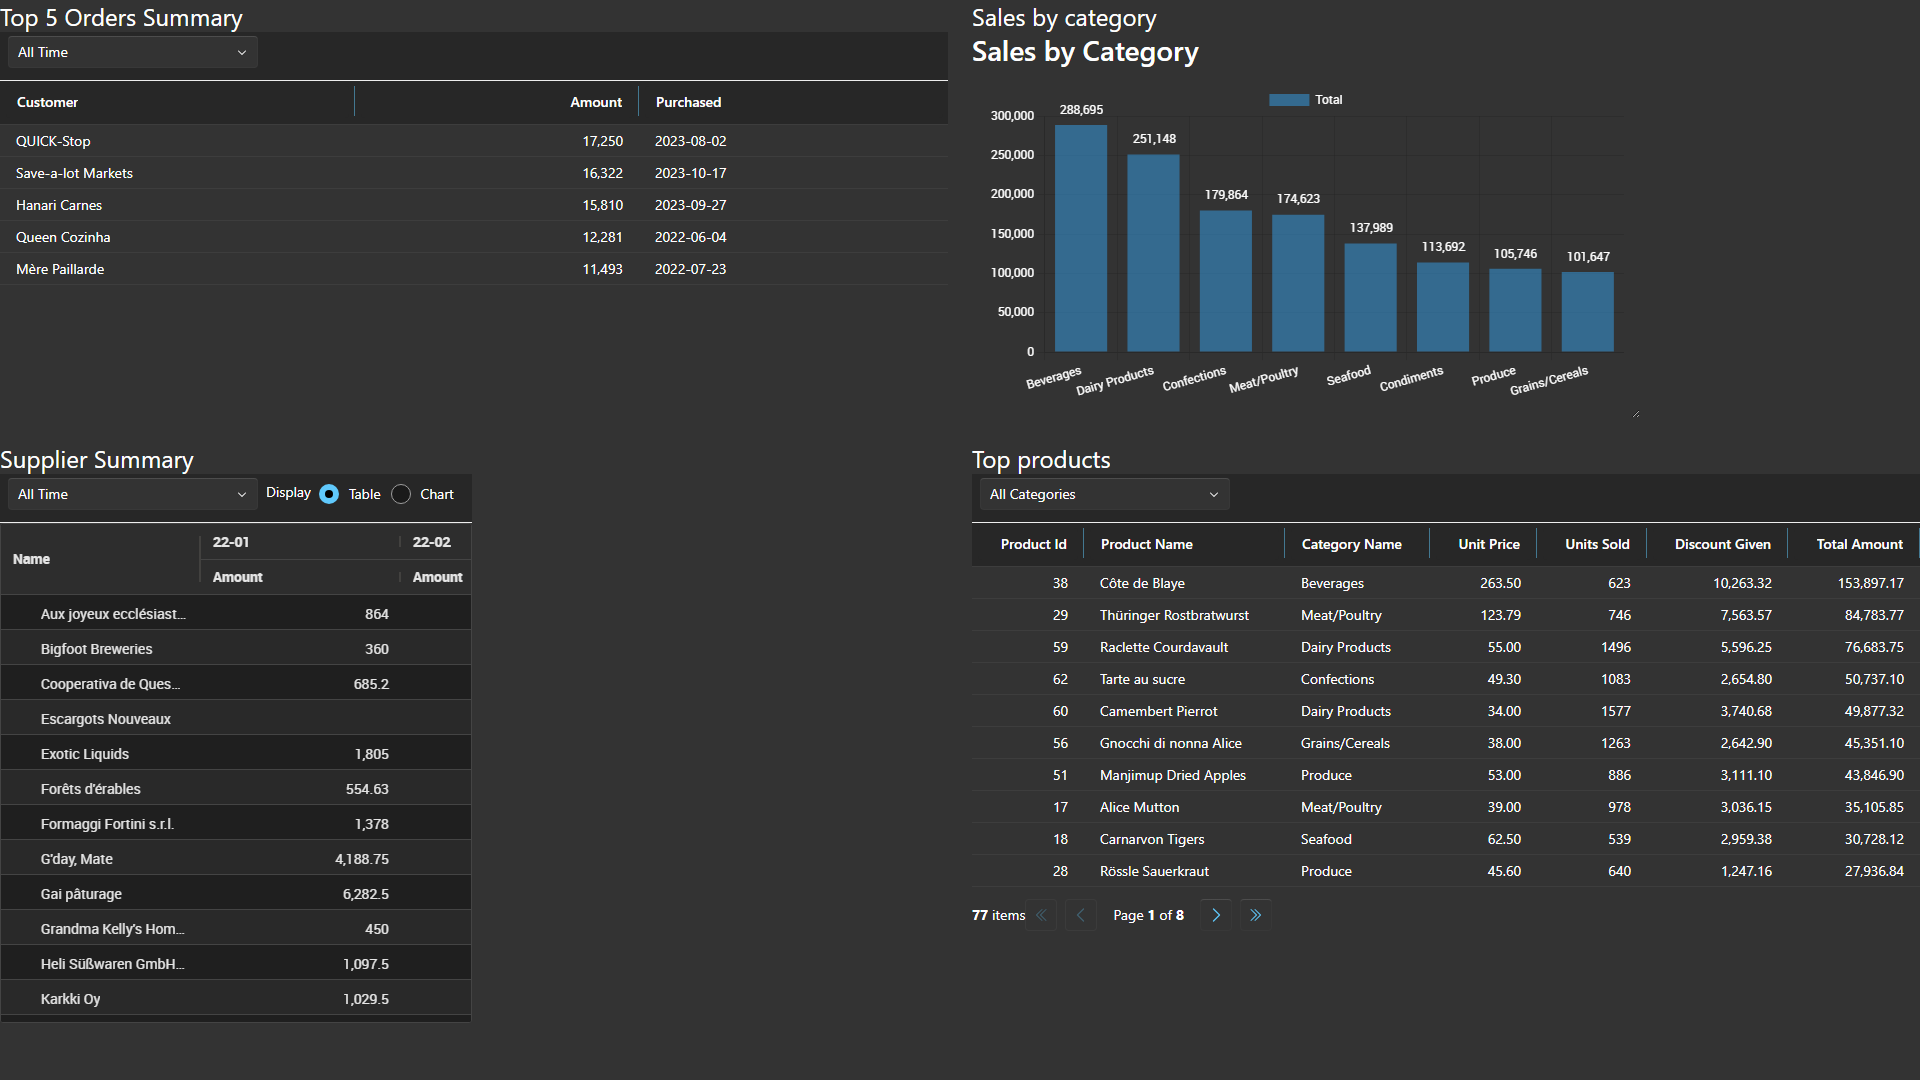 Top 5 Orders Summary
All Time
Customer Amount Purchased
QUICK-Stop 17,250 2023-08-02
Save-a-lot Markets 16,322 2023-10-17
Hanari Carnes 15,810 2023-09-27
Queen Cozinha 12,281 2022-06-04
Mère Paillarde 11,493 2022-07-23
Sales by category
Sales by Category
Total
300,000
250,000
200,000
150,000
100,000
50,000
0
288,695
251,148
179,864
174,623
137,989
113,692
105,746
101,647
Beverages
Dairy Products
Confections
Meat/Poultry
Seafood
Condiments
Produce
Grains/Cereals
Supplier Summary
All Time Display Table Chart
Name 22-01 22-02
Amount Amount
Aux joyeux ecclésiast... 864
Bigfoot Breweries 360
Cooperativa de Ques... 685.2
Escargots Nouveaux
Exotic Liquids 1,805
Forêts d'érables 554.63
Formaggi Fortini s.r.l. 1,378
G'day, Mate 4,188.75
Gai pâturage 6,282.5
Grandma Kelly's Hom... 450
Heli Süßwaren GmbH... 1,097.5
Karkki Oy 1,029.5
Top products
All Categories
Product Id Product Name Category Name Unit Price Units Sold Discount Given Total Amount
38 Côte de Blaye Beverages 263.50 623 10,263.32 153,897.17
29 Thüringer Rostbratwurst Meat/Poultry 123.79 746 7,563.57 84,783.77
59 Raclette Courdavault Dairy Products 55.00 1496 5,596.25 76,683.75
62 Tarte au sucre Confections 49.30 1083 2,654.80 50,737.10
60 Camembert Pierrot Dairy Products 34.00 1577 3,740.68 49,877.32
56 Gnocchi di nonna Alice Grains/Cereals 38.00 1263 2,642.90 45,351.10
51 Manjimup Dried Apples Produce 53.00 886 3,111.10 43,846.90
17 Alice Mutton Meat/Poultry 39.00 978 3,036.15 35,105.85
18 Carnarvon Tigers Seafood 62.50 539 2,959.38 30,728.12
28 Rössle Sauerkraut Produce 45.60 640 1,247.16 27,936.84
77 items Page 1 of 8